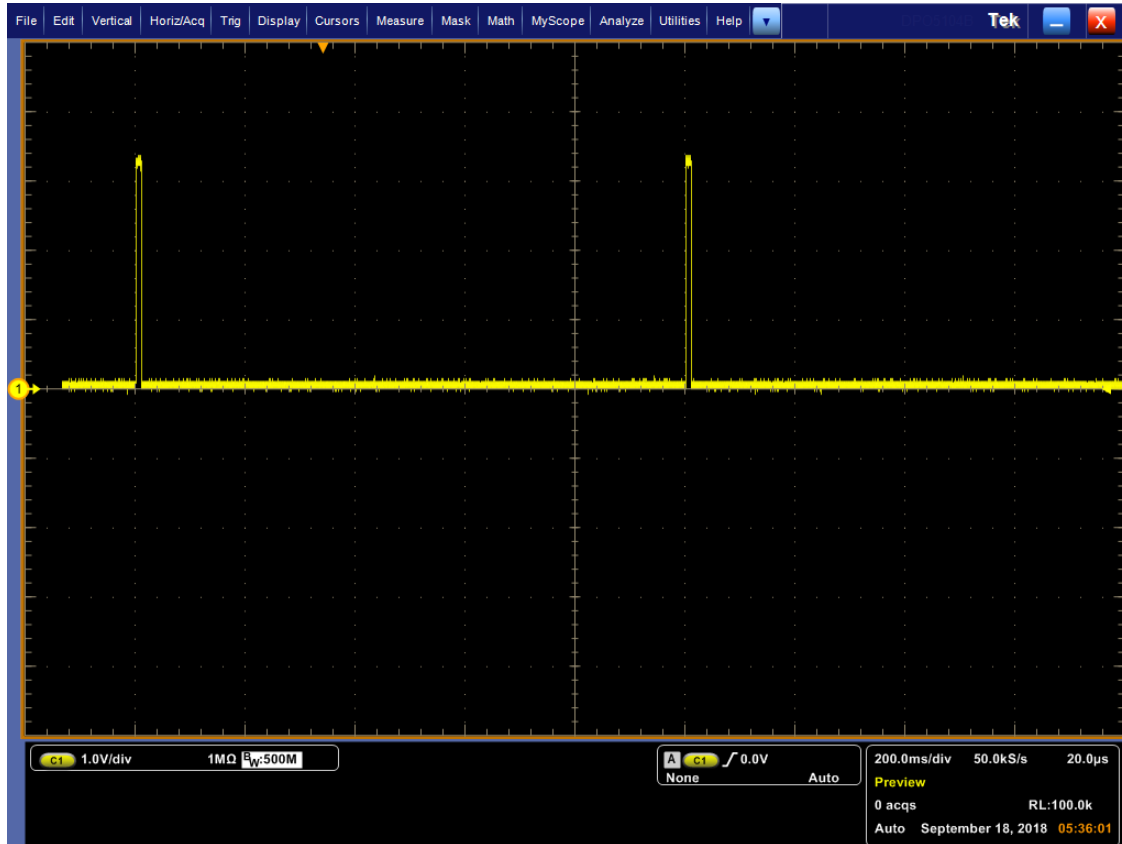 File Edit Vertical Horiz/Acq Trig Display Cursors Measure Mask Math MyScope Analyze Utilities Help Tek X
1
C1 1.0V/div 1MΩ BW:500M
A C1 0.0V
None Auto
200.0ms/div 50.0kS/s 20.0µs
Preview
0 acqs RL:100.0k
Auto September 18, 2018 05:36:01